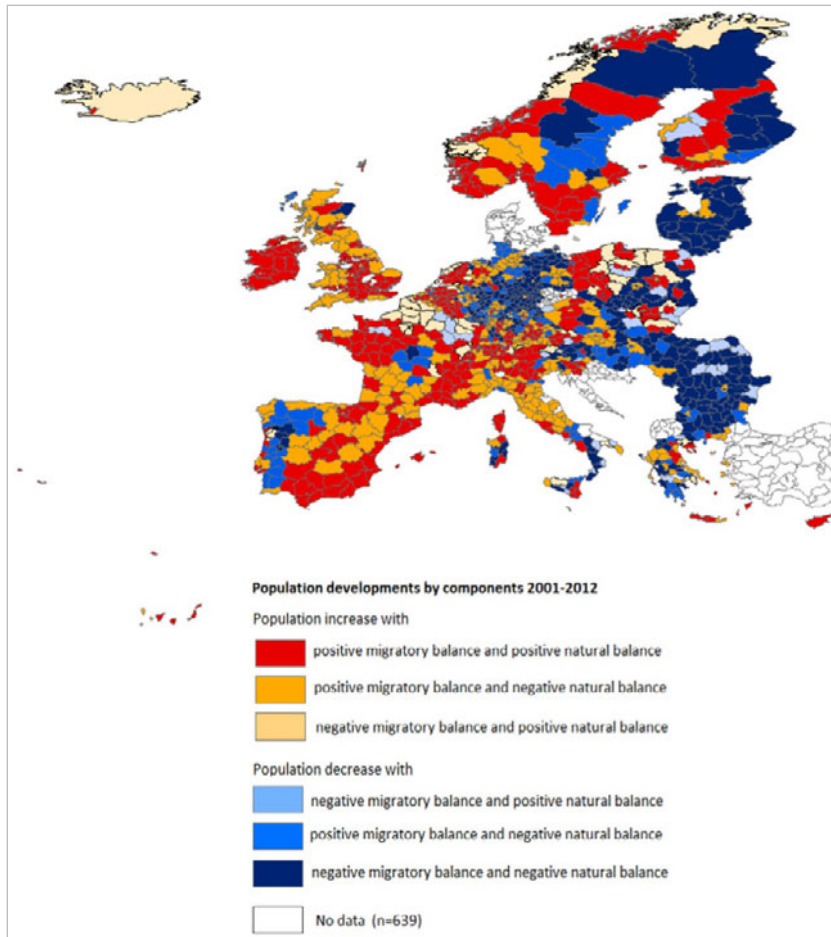 Population developments by components 2001-2012
Population increase with
positive migratory balance and positive natural balance
positive migratory balance and negative natural balance
negative migratory balance and positive natural balance
Population decrease with
negative migratory balance and positive natural balance
positive migratory balance and negative natural balance
negative migratory balance and negative natural balance
No data (n=639)